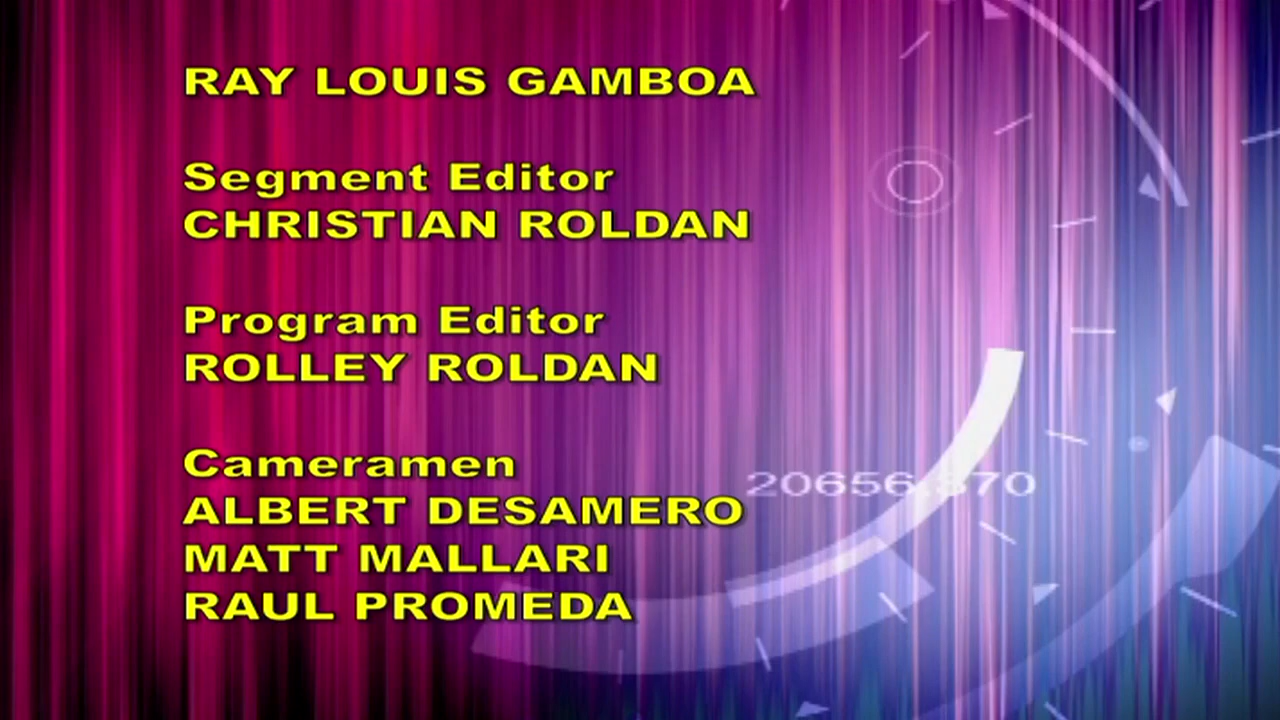 RAY LOUIS GAMBOA
Segment Editor
CHRISTIAN ROLDAN
Program Editor
ROLLEY ROLDAN
Cameramen
ALBERT DESAMERO
MATT MALLARI
RAUL PROMEDA